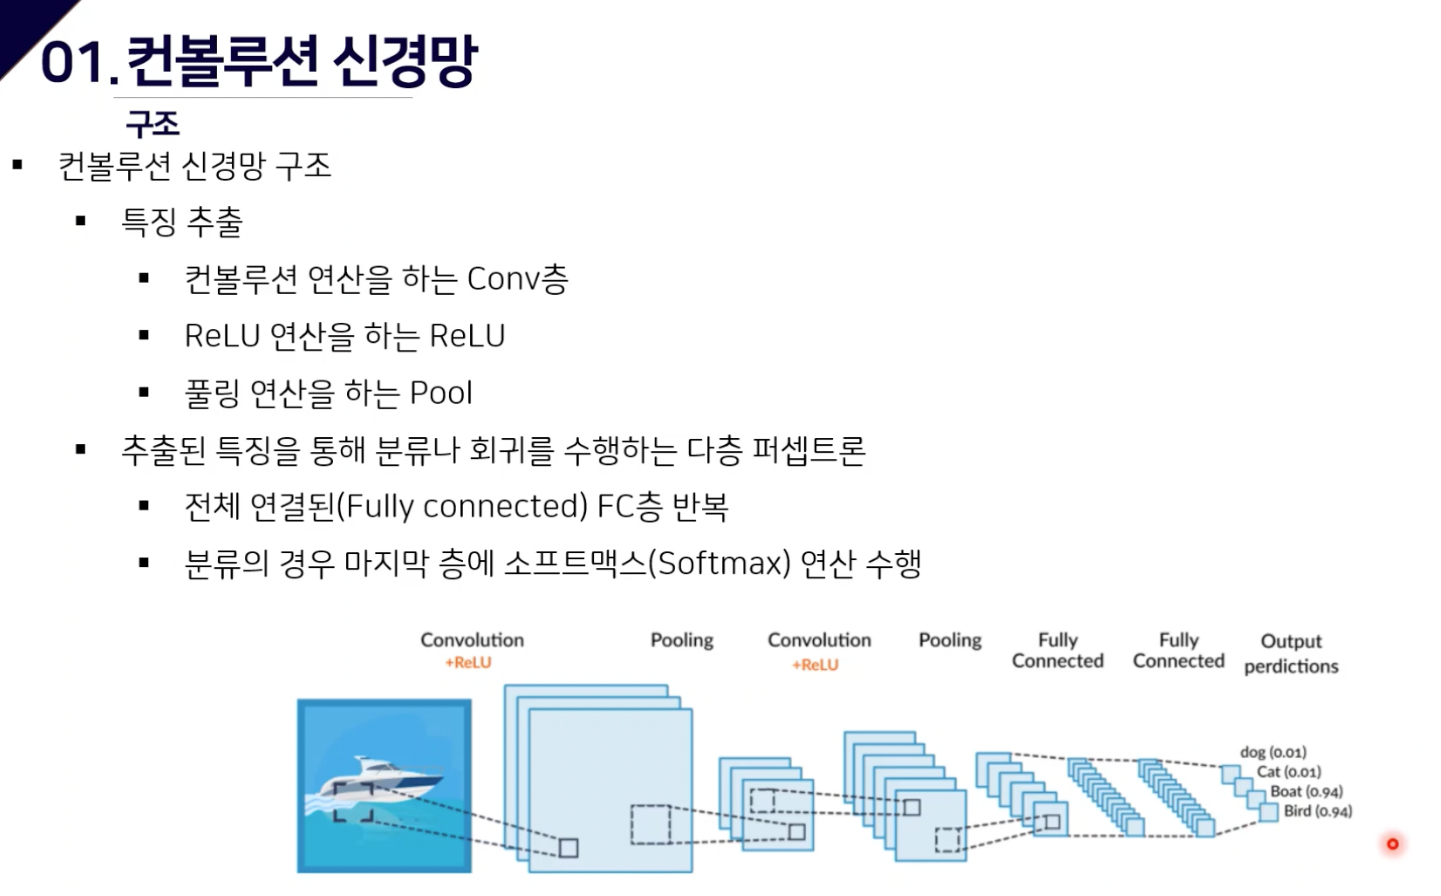 01. 컨볼루션 신경망
구조
컨볼루션 신경망 구조
특징 추출
컨볼루션 연산을 하는 Conv층
ReLU 연산을 하는 ReLU
풀링 연산을 하는 Pool
추출된 특징을 통해 분류나 회귀를 수행하는 다층 퍼셉트론
전체 연결된(Fully connected) FC층 반복
분류의 경우 마지막 층에 소프트맥스(Softmax) 연산 수행
Convolution
+ReLU
Pooling
Convolution
+ReLU
Pooling
Fully
Connected
Fully
Connected
Output
perdictions
dog (0.01)
Cat (0.01)
Boat (0.94)
Bird (0.94)